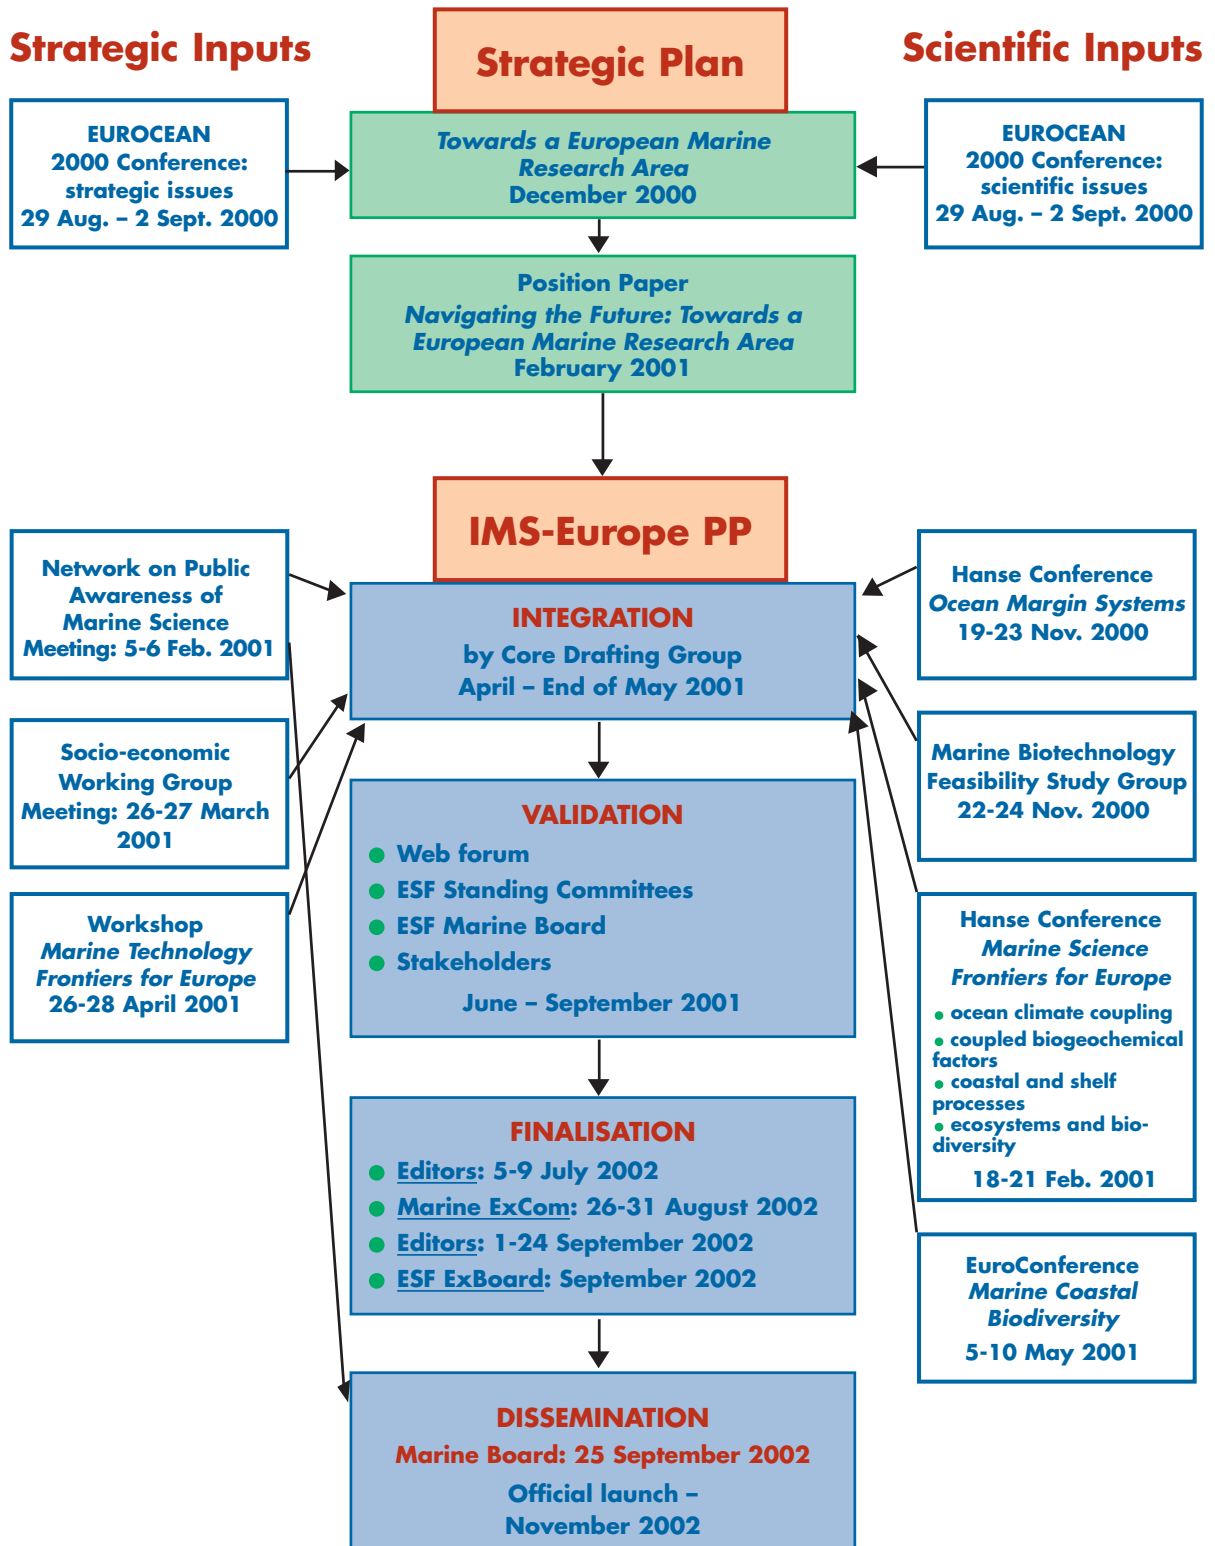 Strategic Inputs
Strategic Plan
Scientific Inputs
EUROCEAN
2000 Conference:
strategic issues
29 Aug. – 2 Sept. 2000
Towards a European Marine
Research Area
December 2000
EUROCEAN
2000 Conference:
scientific issues
29 Aug. – 2 Sept. 2000
Position Paper
Navigating the Future: Towards a
European Marine Research Area
February 2001
IMS-Europe PP
Network on Public
Awareness of
Marine Science
Meeting: 5-6 Feb. 2001
Socio-economic
Working Group
Meeting: 26-27 March
2001
Workshop
Marine Technology
Frontiers for Europe
26-28 April 2001
INTEGRATION
by Core Drafting Group
April – End of May 2001
VALIDATION
● Web forum
● ESF Standing Committees
● ESF Marine Board
● Stakeholders
June – September 2001
FINALISATION
● Editors: 5-9 July 2002
● Marine ExCom: 26-31 August 2002
● Editors: 1-24 September 2002
● ESF ExBoard: September 2002
DISSEMINATION
Marine Board: 25 September 2002
Official launch –
November 2002
Hanse Conference
Ocean Margin Systems
19-23 Nov. 2000
Marine Biotechnology
Feasibility Study Group
22-24 Nov. 2000
Hanse Conference
Marine Science
Frontiers for Europe
● ocean climate coupling
● coupled biogeochemical
factors
● coastal and shelf
processes
● ecosystems and bio-
diversity
18-21 Feb. 2001
EuroConference
Marine Coastal
Biodiversity
5-10 May 2001